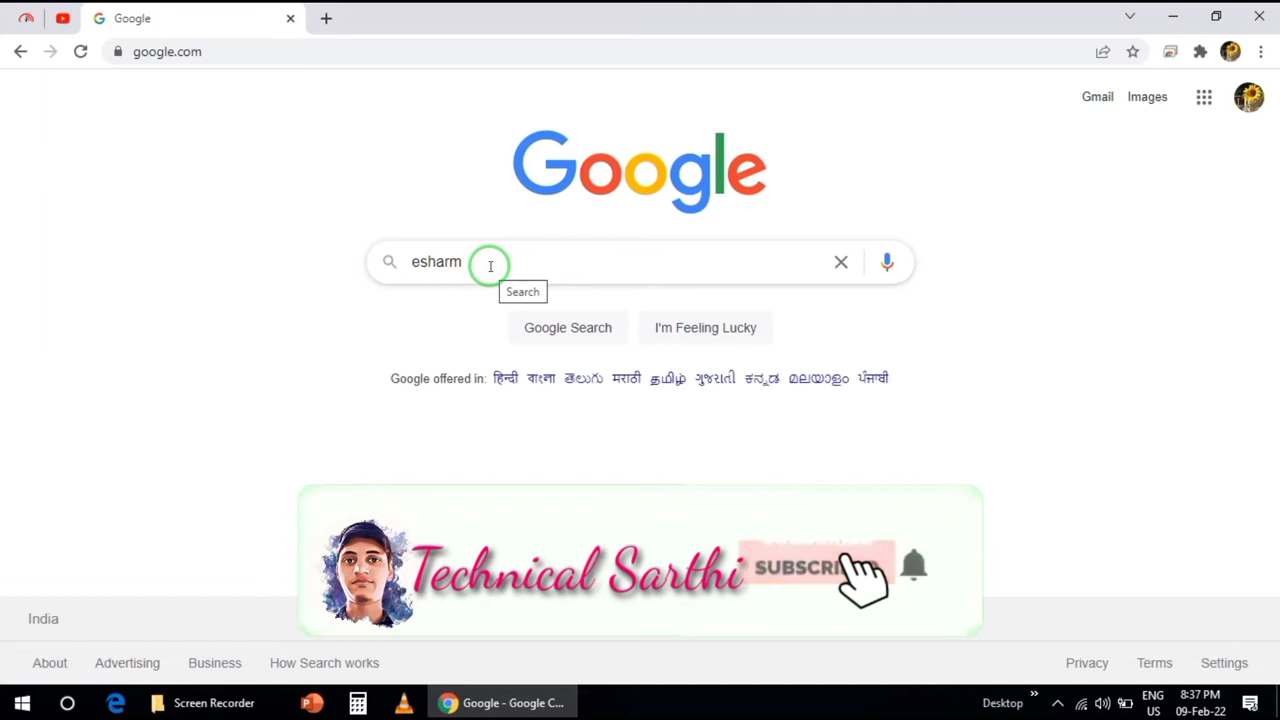 Google
google.com
Gmail
Images
Google
esharm
Search
Google Search
I'm Feeling Lucky
Google offered in: हिन्दी বাংলা తెలుగు मराठी தமிழ் ગુજરાતી ಕನ್ನಡ മലയാളം ਪੰਜਾਬੀ
Technical Sarthi
India
About
Advertising
Business
How Search works
Privacy
Terms
Settings
Screen Recorder
Google - Google C...
Desktop
ENG
US
8:37 PM
09-Feb-22